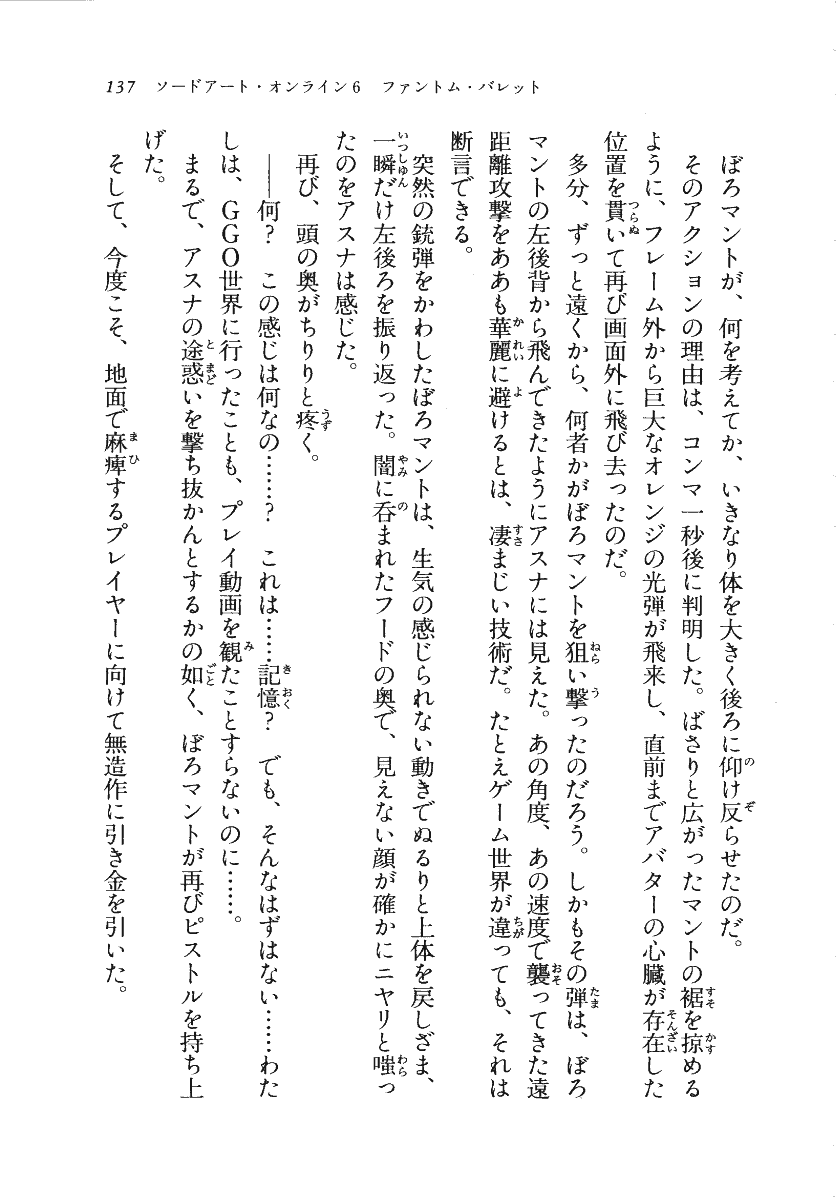 137　ソードアート・オンライン6　ファントム・バレット
ぼろマントが、何を考えてか、いきなり体を大きく後ろに仰け反らせたのだ。
そのアクションの理由は、コンマ一秒後に判明した。ばさりと広がったマントの裾を掠める
ように、フレーム外から巨大なオレンジの光弾が飛来し、直前までアバターの心臓が存在した
位置を貫いて再び画面外に飛び去ったのだ。
多分、ずっと遠くから、何者かがぼろマントを狙い撃ったのだろう。しかもその弾は、ぼろ
マントの左後背から飛んできたようにアスナには見えた。あの角度、あの速度で襲ってきた遠
距離攻撃をああも華麗に避けるとは、凄まじい技術だ。たとえゲーム世界が違っても、それは
断言できる。
突然の銃弾をかわしたぼろマントは、生気の感じられない動きでぬるりと上体を戻しざま、
一瞬だけ左後ろを振り返った。闇に呑まれたフードの奥で、見えない顔が確かにニヤリと嗤っ
たのをアスナは感じた。
再び、頭の奥がちりりと疼く。
――何？　この感じは何なの……？　これは……記憶？　でも、そんなはずはない……わた
しは、GGO世界に行ったことも、プレイ動画を観たことすらないのに……。
まるで、アスナの途惑いを撃ち抜かんとするかの如く、ぼろマントが再びピストルを持ち上
げた。
そして、今度こそ、地面で麻痺するプレイヤーに向けて無造作に引き金を引いた。